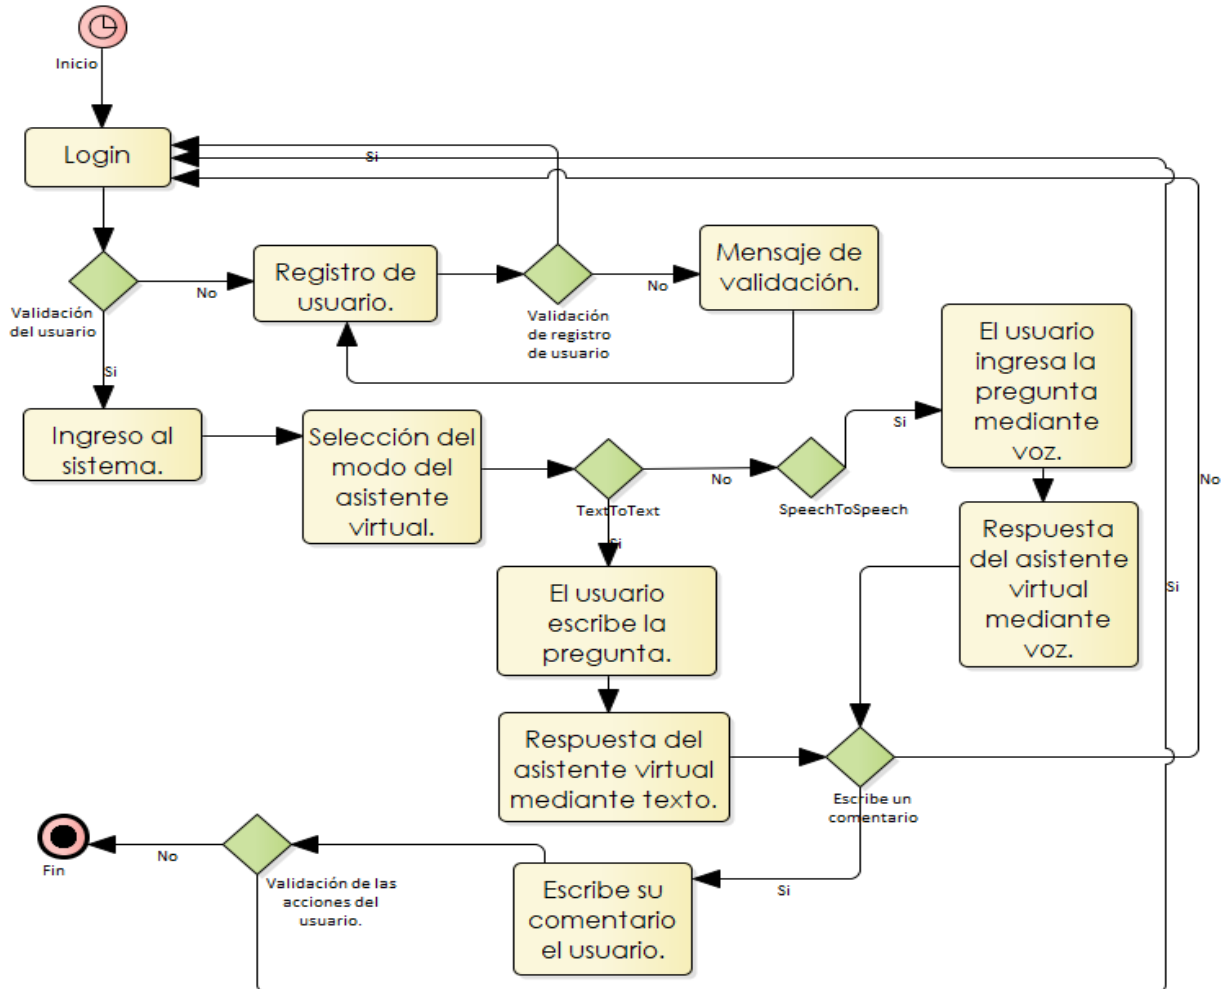 Inicio
Login
Si
Validación
del usuario
No
Registro de
usuario.
Validación
de registro
de usuario
No
Mensaje de
validación.
Si
Ingreso al
sistema.
Selección del
modo del
asistente
virtual.
TextToText
No
SpeechToSpeech
Si
El usuario
ingresa la
pregunta
mediante
voz.
No
Si
El usuario
escribe la
pregunta.
Respuesta
del asistente
virtual
mediante
voz.
Si
Respuesta del
asistente virtual
mediante texto.
Escribe un
comentario
Si
Escribe su
comentario
el usuario.
Validación de las
acciones del
usuario.
No
Fin